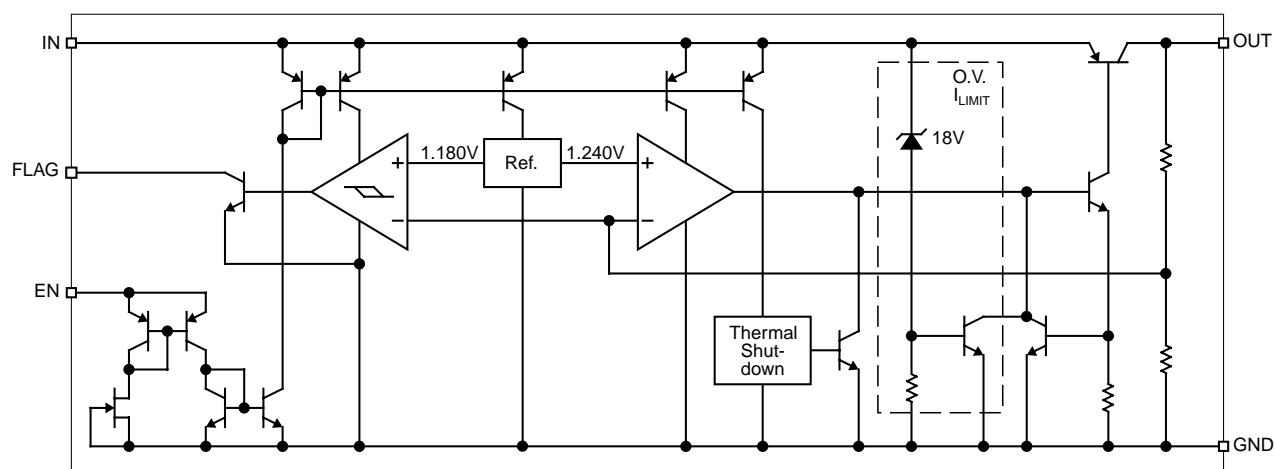 IN
OUT
O.V.
ILIMIT
18V
1.180V
Ref.
1.240V
FLAG
EN
Thermal
Shut-
down
GND